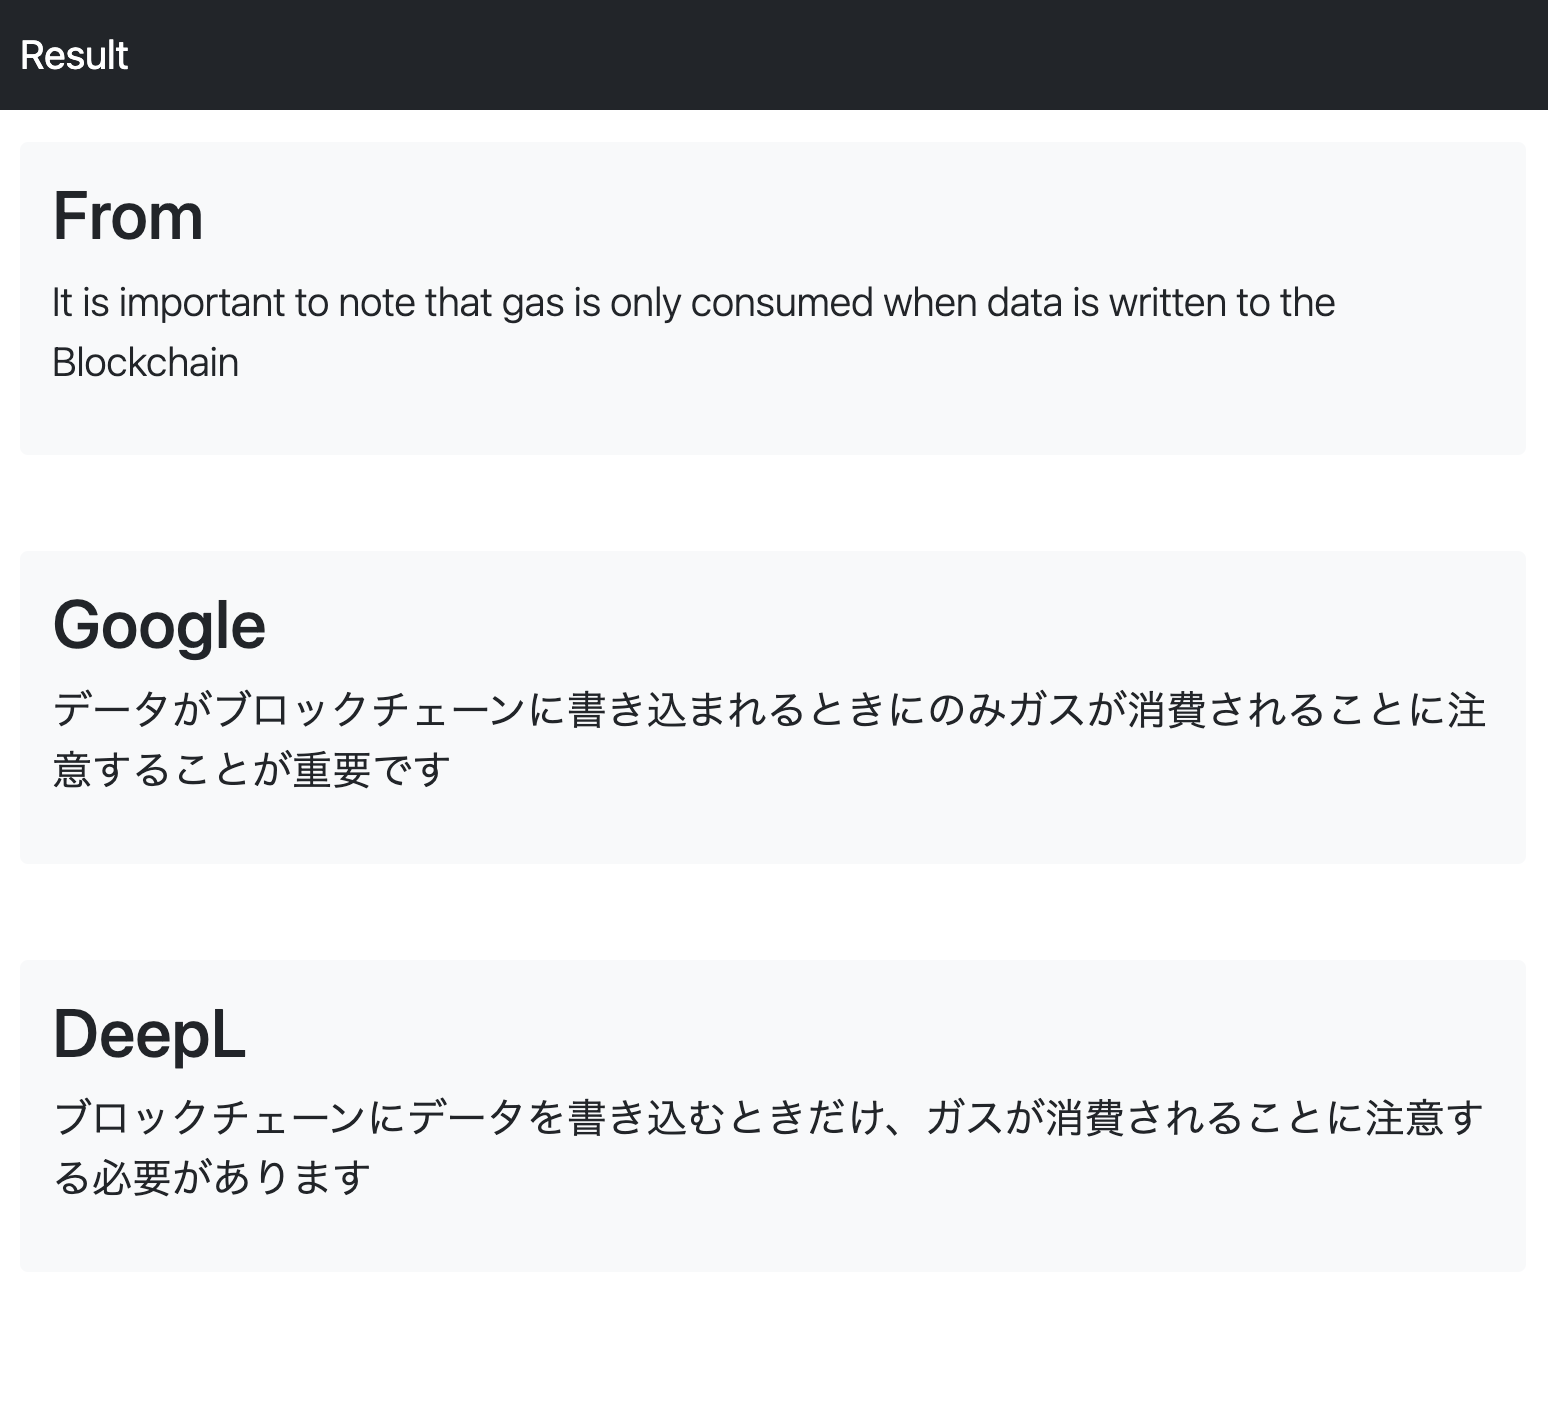 Result
From
It is important to note that gas is only consumed when data is written to the
Blockchain
Google
データがブロックチェーンに書き込まれるときにのみガスが消費されることに注
意することが重要です
DeepL
ブロックチェーンにデータを書き込むときだけ、ガスが消費されることに注意す
る必要があります